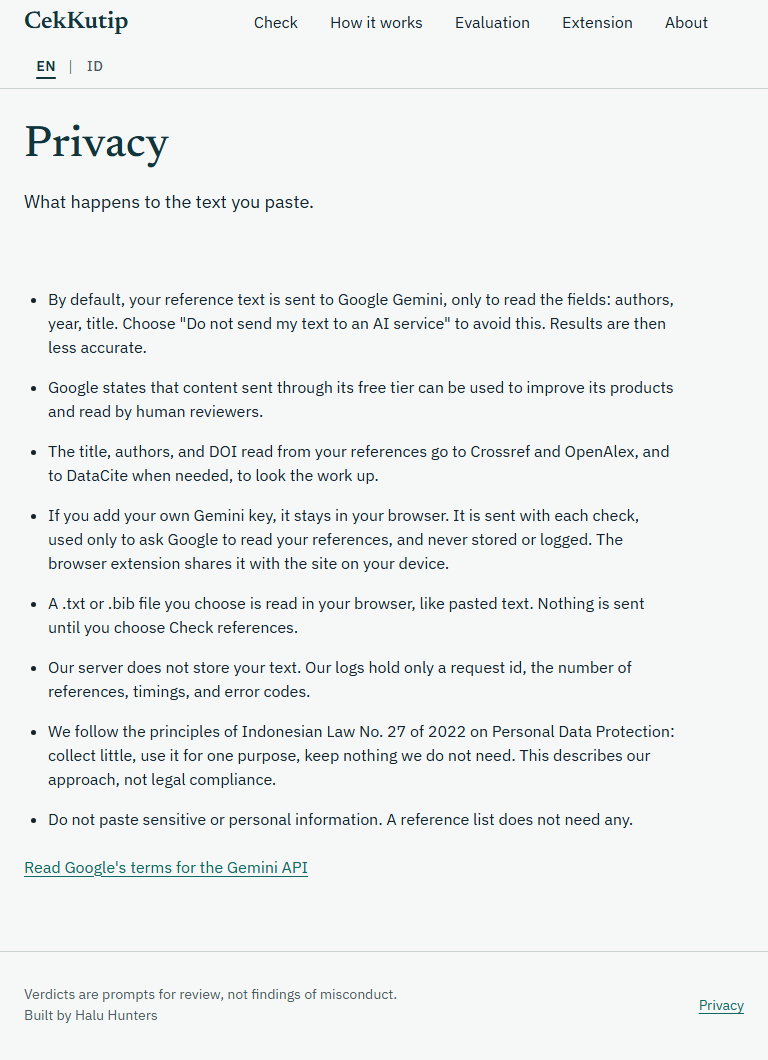 CekKutip
Check
How it works
Evaluation
Extension
About
EN | ID
Privacy
What happens to the text you paste.
• By default, your reference text is sent to Google Gemini, only to read the fields: authors,
year, title. Choose "Do not send my text to an AI service" to avoid this. Results are then
less accurate.
• Google states that content sent through its free tier can be used to improve its products
and read by human reviewers.
• The title, authors, and DOI read from your references go to Crossref and OpenAlex, and
to DataCite when needed, to look the work up.
• If you add your own Gemini key, it stays in your browser. It is sent with each check,
used only to ask Google to read your references, and never stored or logged. The
browser extension shares it with the site on your device.
• A .txt or .bib file you choose is read in your browser, like pasted text. Nothing is sent
until you choose Check references.
• Our server does not store your text. Our logs hold only a request id, the number of
references, timings, and error codes.
• We follow the principles of Indonesian Law No. 27 of 2022 on Personal Data Protection:
collect little, use it for one purpose, keep nothing we do not need. This describes our
approach, not legal compliance.
• Do not paste sensitive or personal information. A reference list does not need any.
Read Google's terms for the Gemini API
Verdicts are prompts for review, not findings of misconduct.
Built by Halu Hunters
Privacy